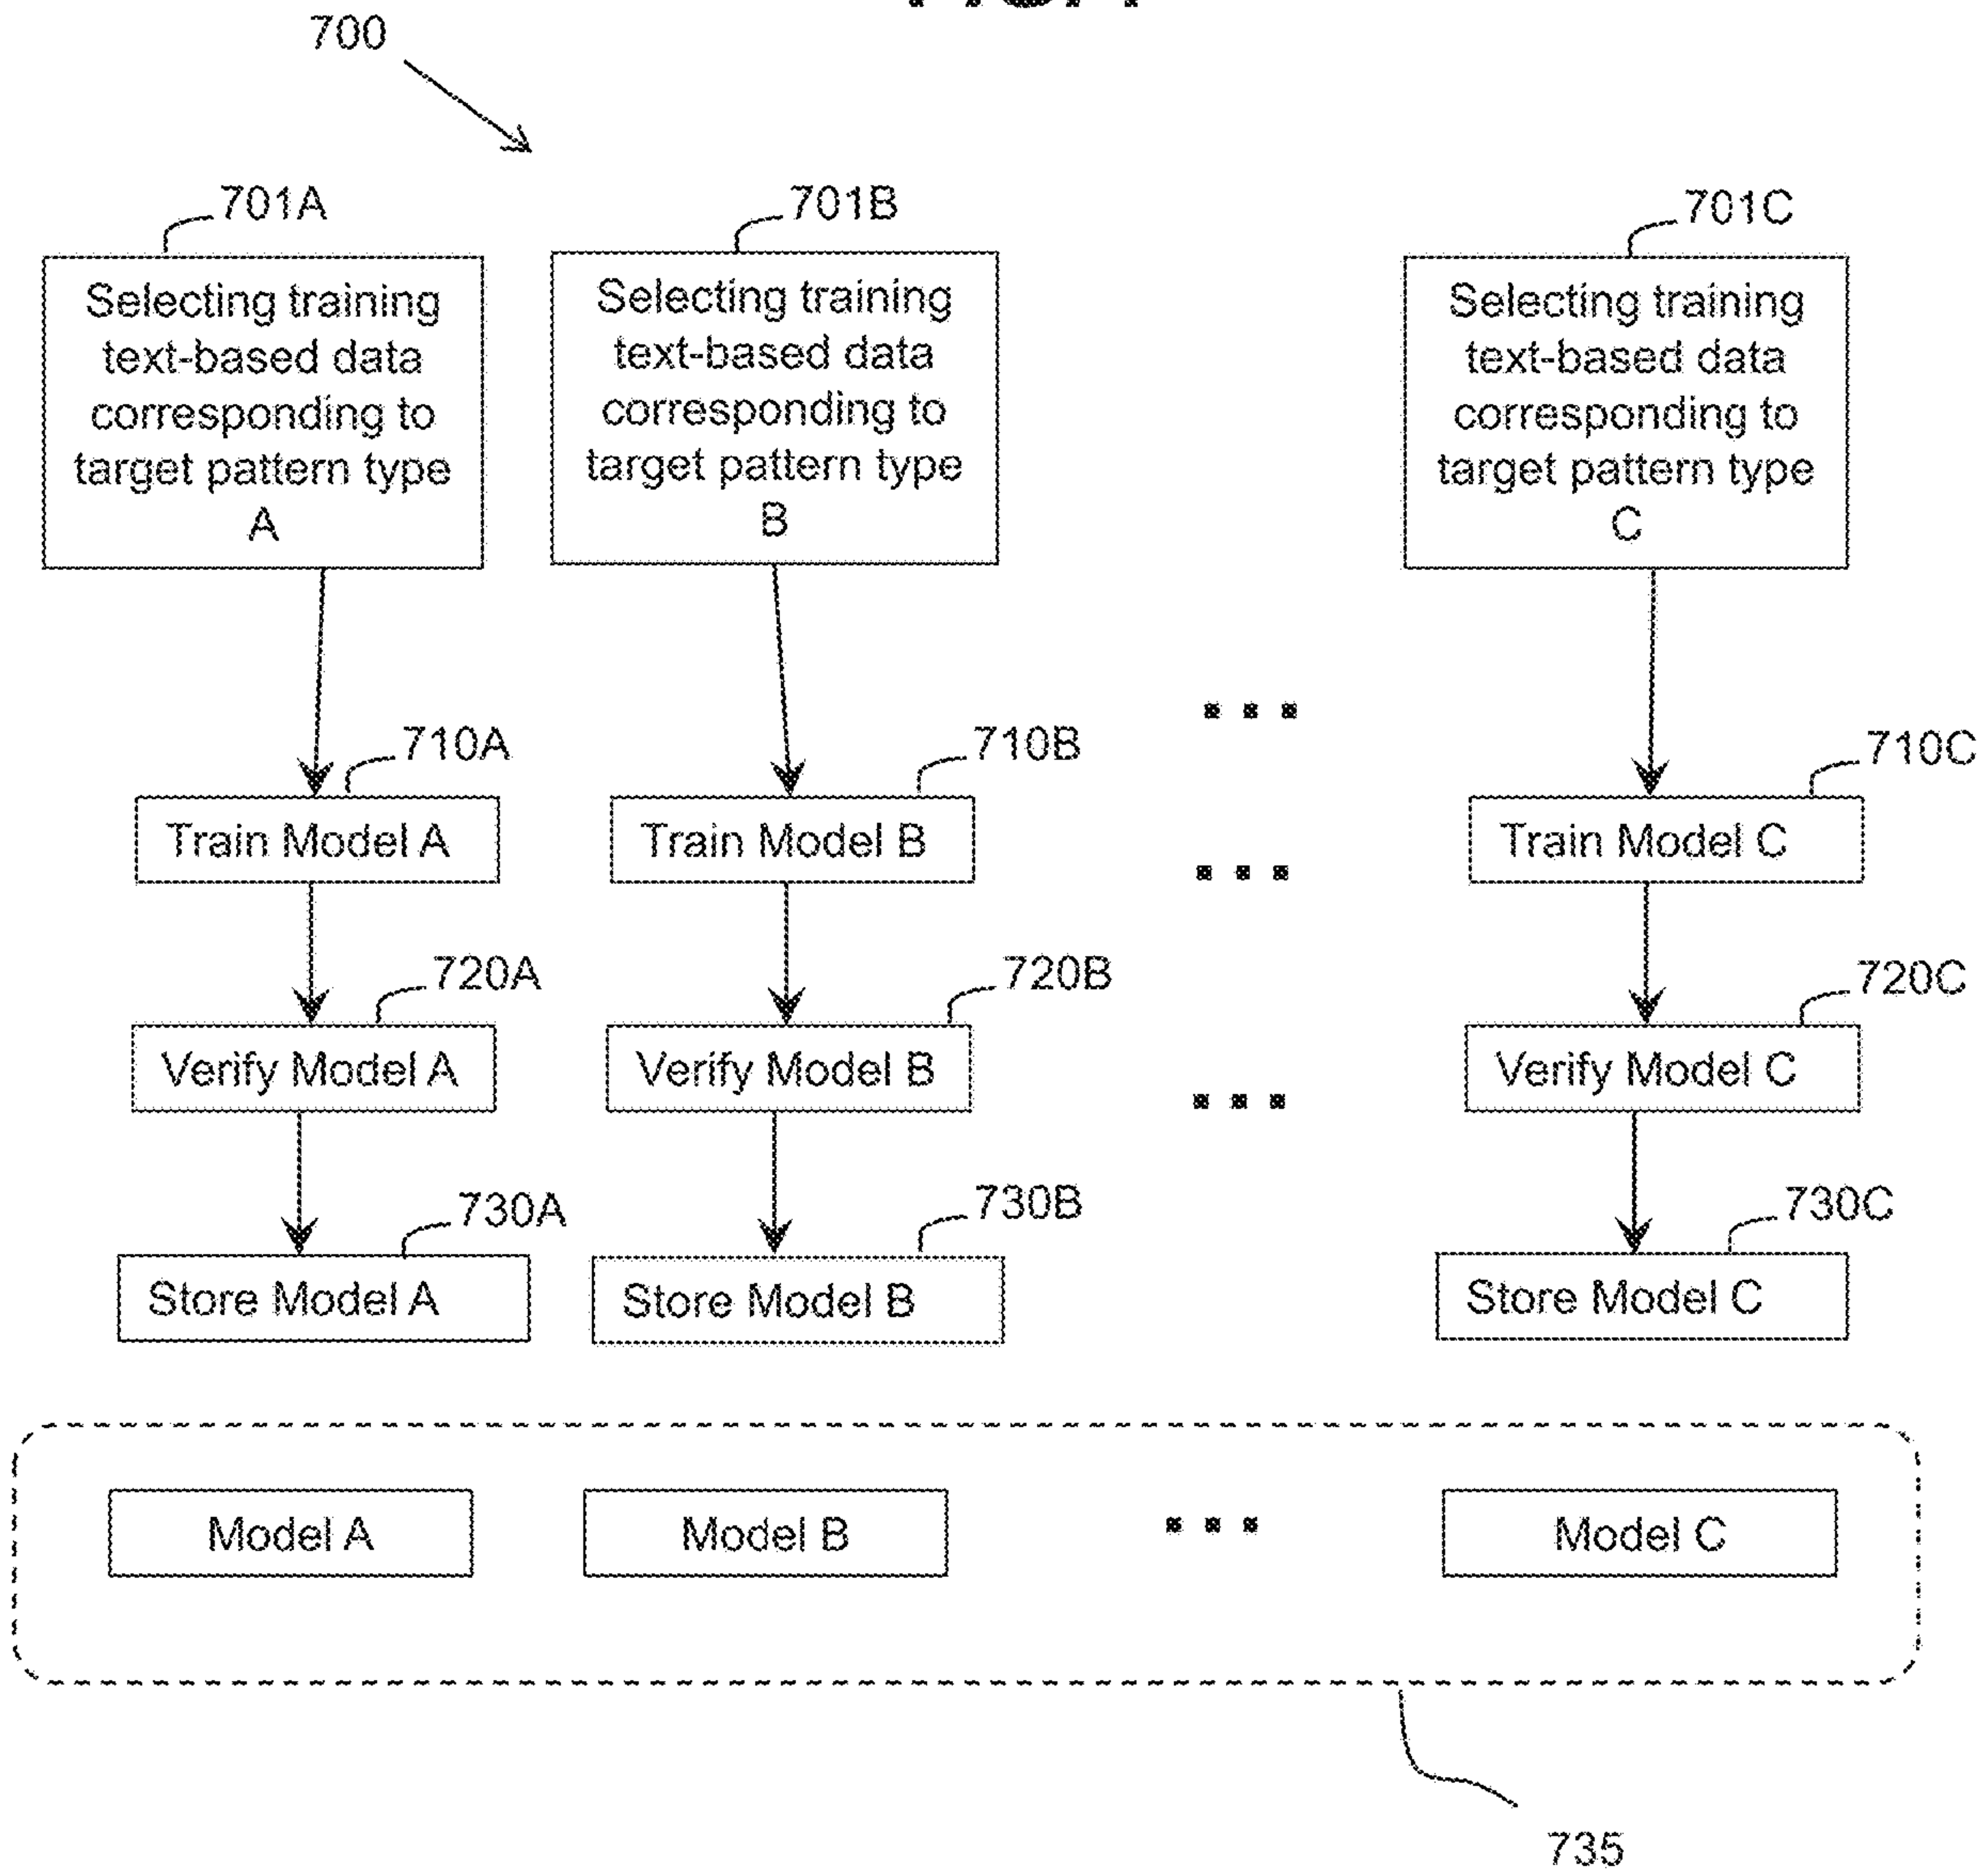 700
701A
701B
701C
Selecting training
text-based data
corresponding to
target pattern type
A
Selecting training
text-based data
corresponding to
target pattern type
B
Selecting training
text-based data
corresponding to
target pattern type
C
710A
710B
710C
Train Model A
Train Model B
Train Model C
720A
720B
720C
Verify Model A
Verify Model B
Verify Model C
730A
730B
730C
Store Model A
Store Model B
Store Model C
Model A
Model B
Model C
735